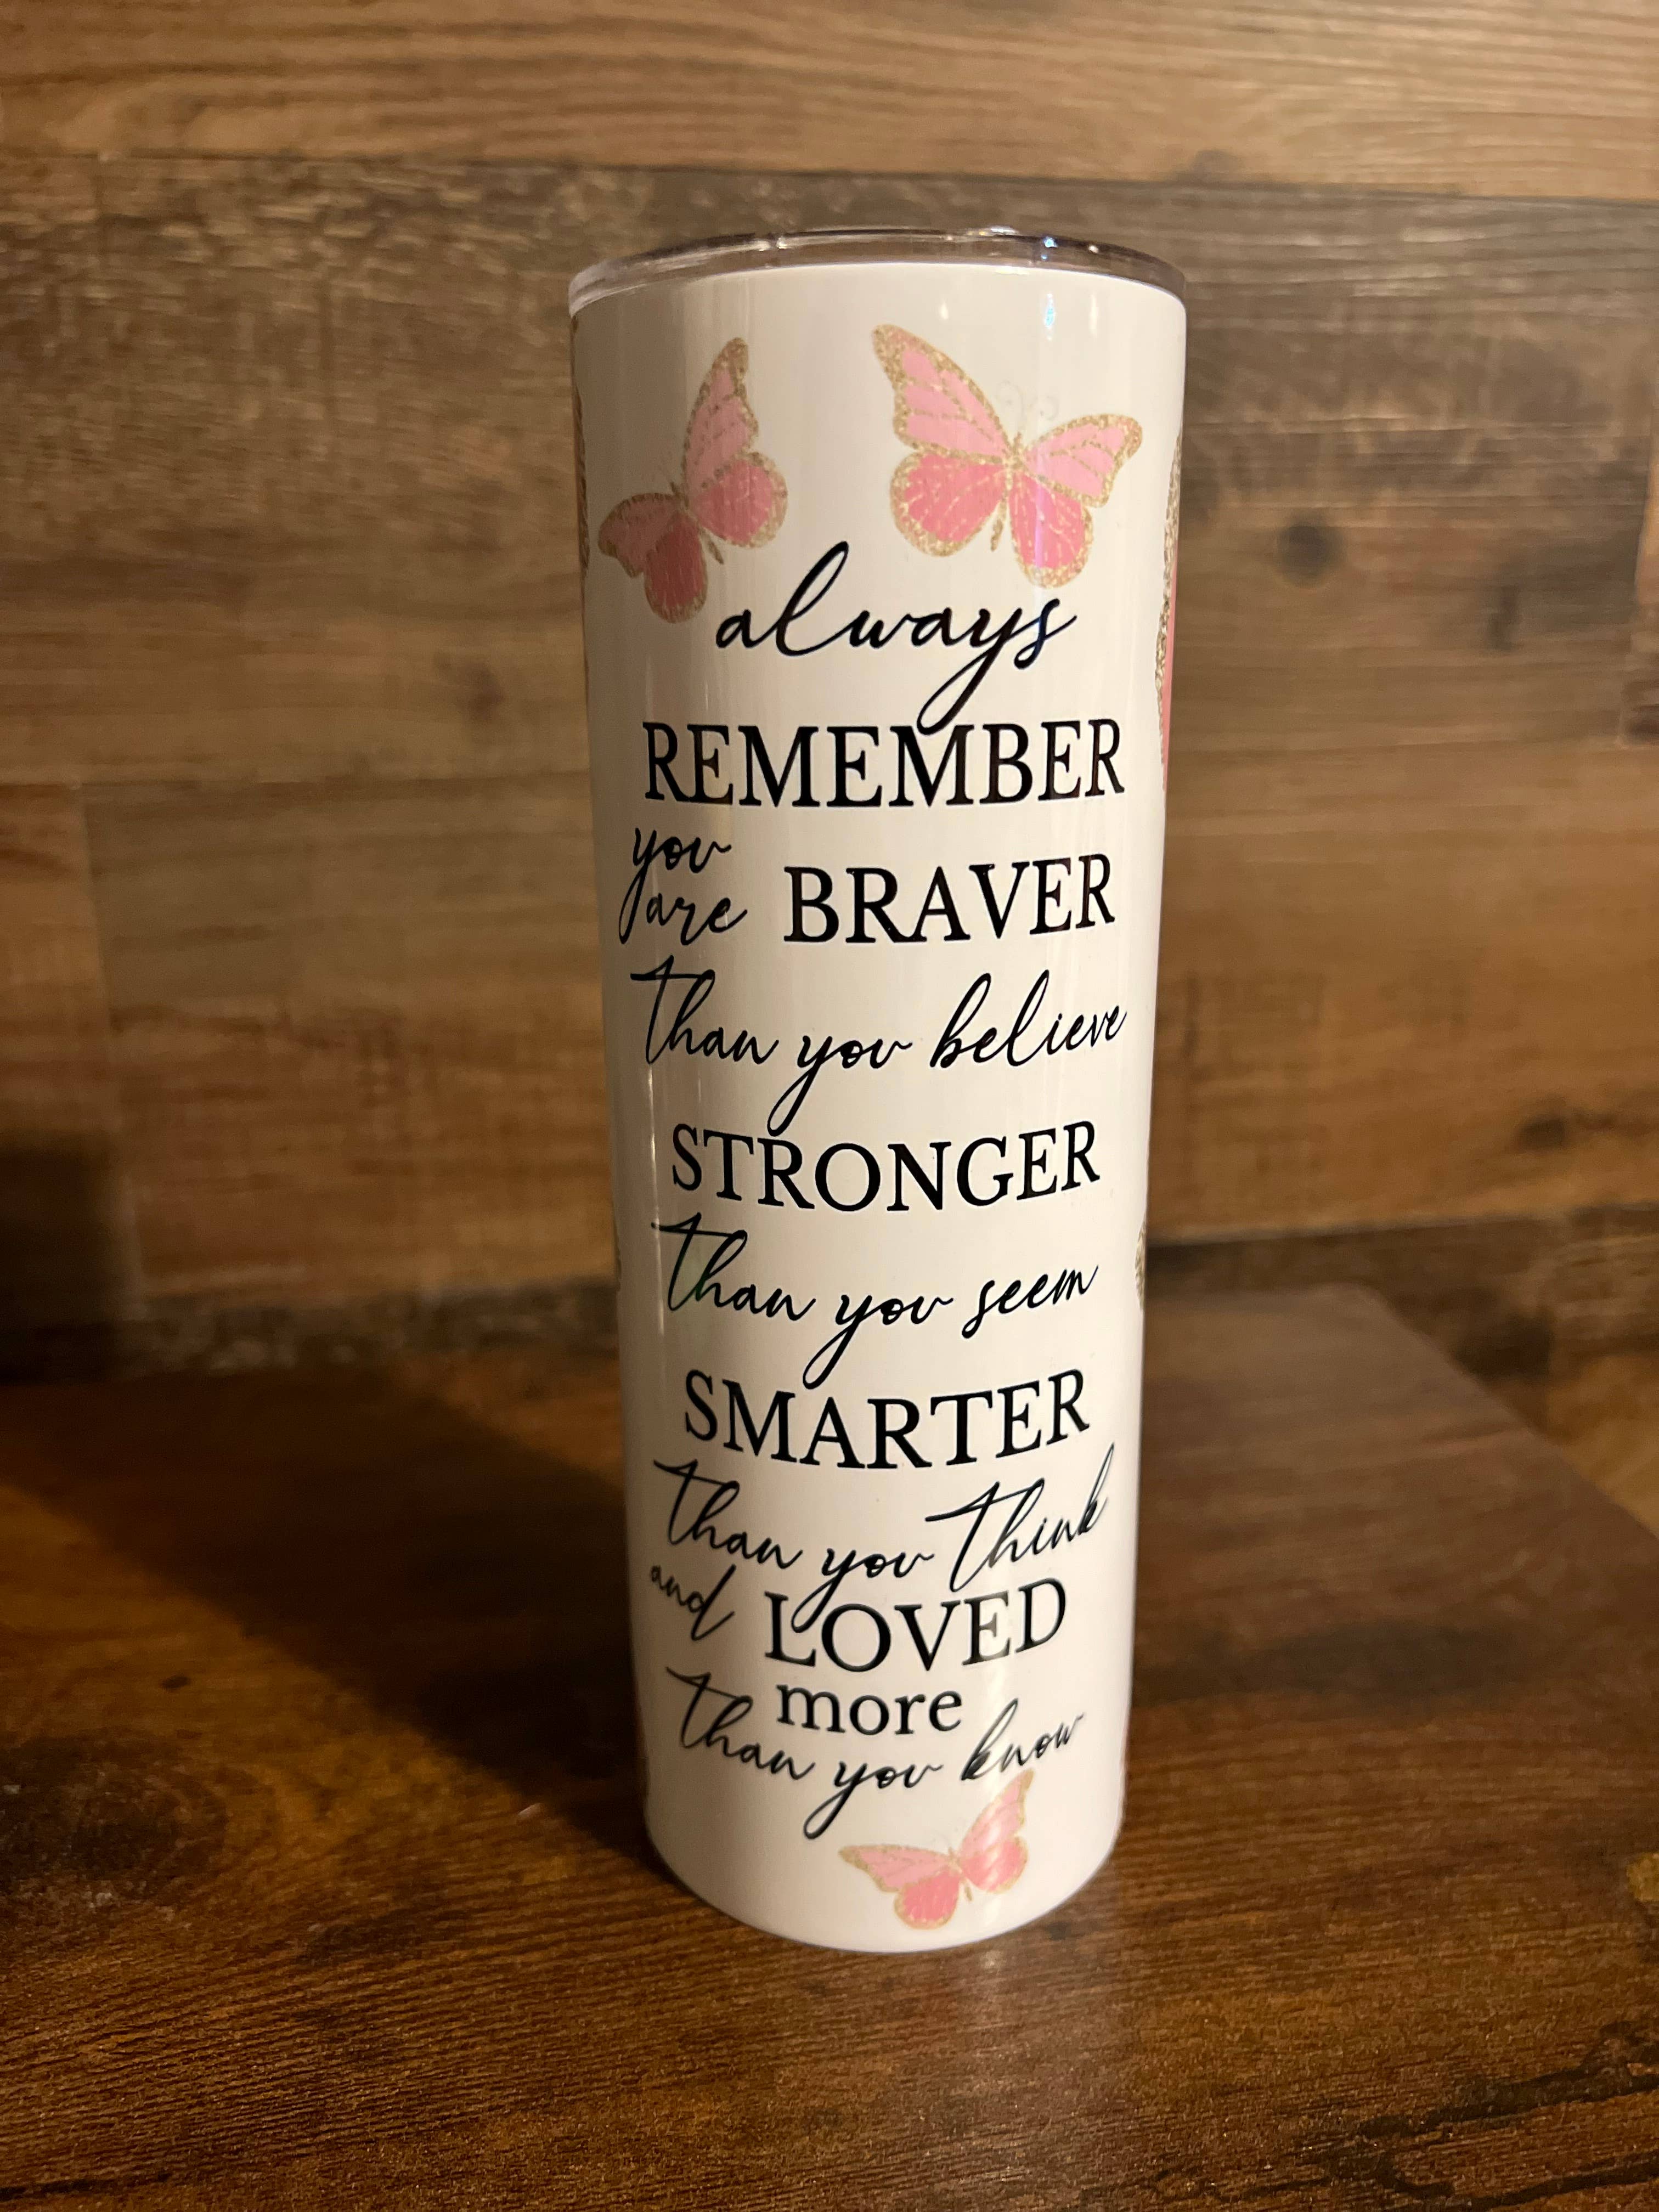 always
REMEMBER
you
are BRAVER
than you believe
STRONGER
than you seem
SMARTER
than you think
and LOVED
more
than you know